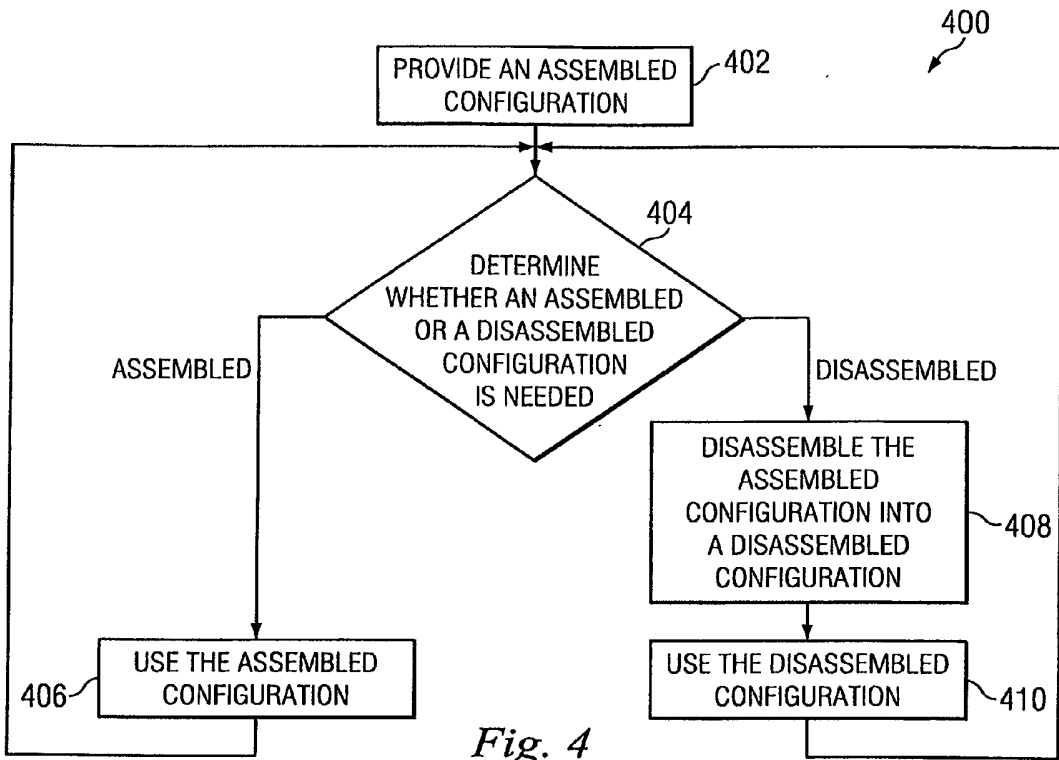 400
PROVIDE AN ASSEMBLED
CONFIGURATION
402
404
DETERMINE
WHETHER AN ASSEMBLED
OR A DISASSEMBLED
CONFIGURATION
IS NEEDED
ASSEMBLED
DISASSEMBLED
DISASSEMBLE THE
ASSEMBLED
CONFIGURATION INTO
A DISASSEMBLED
CONFIGURATION
408
USE THE ASSEMBLED
CONFIGURATION
406
USE THE DISASSEMBLED
CONFIGURATION
410
Fig. 4